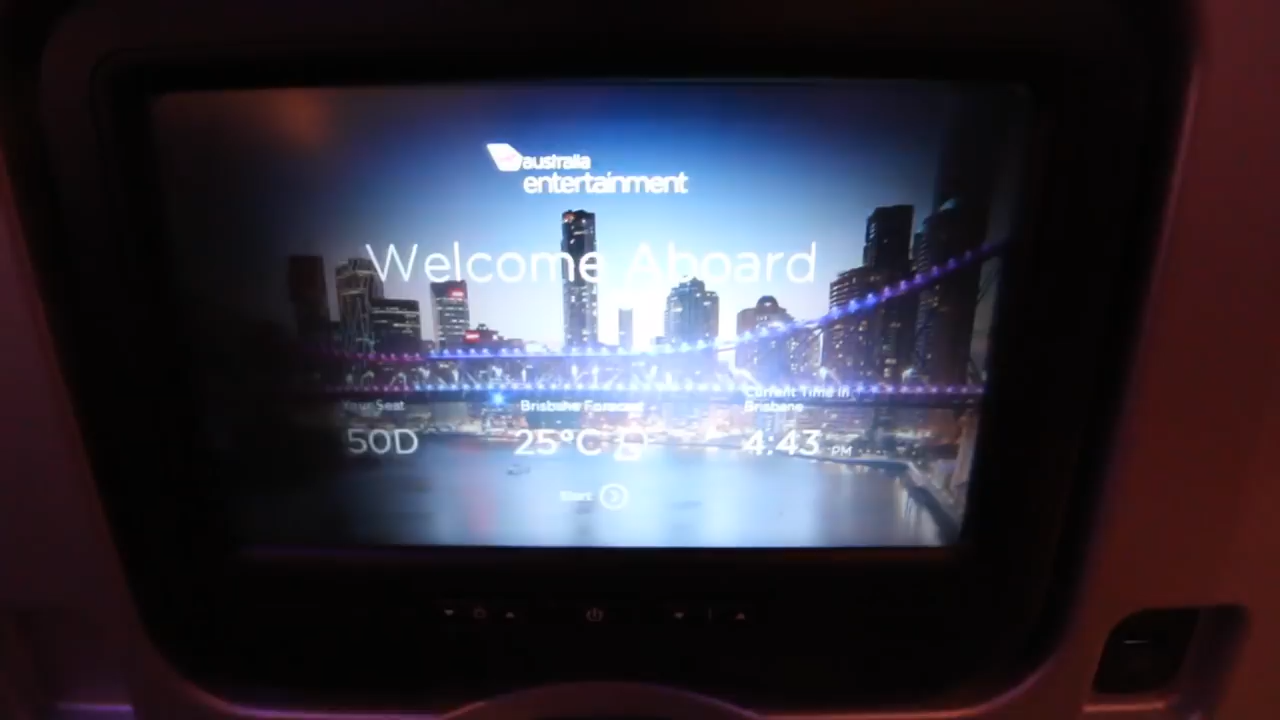 australia
entertainment
Welcome Aboard
Your Seat
50D
Brisbane Forecast
25°C
Current Time in
Brisbane
4:43 PM
Start